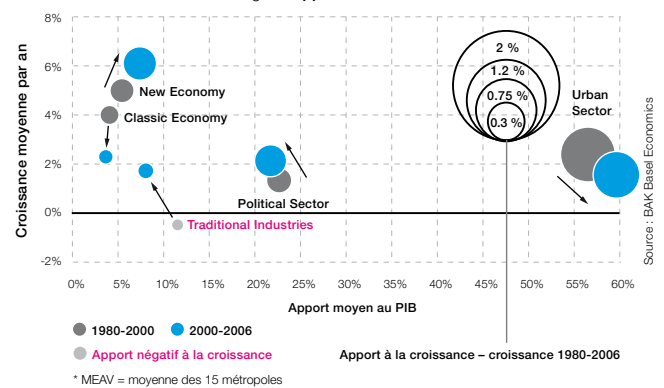 8%
6%
4%
2%
0%
-2%
Croissance moyenne par an
New Economy
Classic Economy
Political Sector
Traditional Industries
2 %
1.2 %
0.75 %
0.3 %
Urban
Sector
Source : BAK Basel Economics
0% 5% 10% 15% 20% 25% 30% 35% 40% 45% 50% 55% 60%
Apport moyen au PIB
1980-2000 2000-2006
Apport négatif à la croissance
Apport à la croissance – croissance 1980-2006
* MEAV = moyenne des 15 métropoles